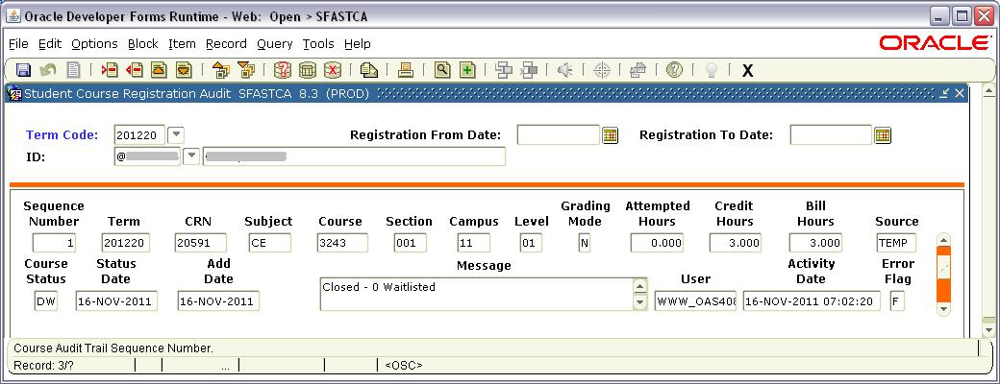 Oracle Developer Forms Runtime - Web: Open > SFASTCA
File Edit Options Block Item Record Query Tools Help
ORACLE
X
Student Course Registration Audit SFASTCA 8.3 (PROD)
Term Code: 201220 Registration From Date: Registration To Date:
ID: @
Sequence Number Term CRN Subject Course Section Campus Level Grading Mode Attempted Hours Credit Hours Bill Hours Source
1 201220 20591 CE 3243 001 11 01 N 0.000 3.000 3.000 TEMP
Course Status Status Date Add Date Message User Activity Date Error Flag
DW 16-NOV-2011 16-NOV-2011 Closed - 0 Waitlisted WWW_OAS408 16-NOV-2011 07:02:20 F
Course Audit Trail Sequence Number.
Record: 3/? ... <OSC>